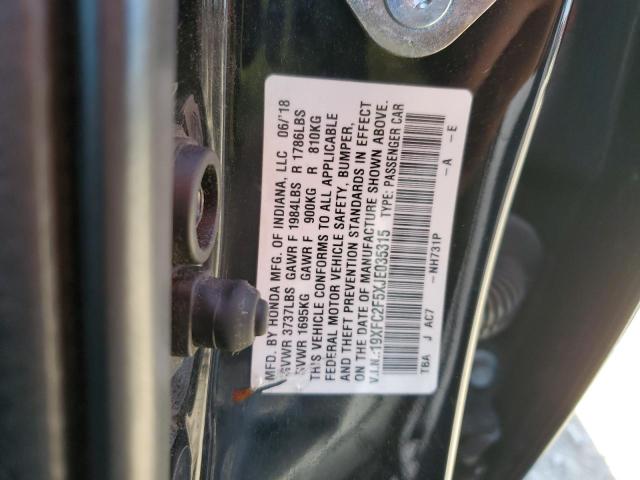 MFD. BY HONDA MFG. OF INDIANA, LLC 06/'18
GVWR 3737LBS GAWR F 1984LBS R 1786LBS
GVWR 1695KG GAWR F 900KG R 810KG
THIS VEHICLE CONFORMS TO ALL APPLICABLE
FEDERAL MOTOR VEHICLE SAFETY, BUMPER,
AND THEFT PREVENTION STANDARDS IN EFFECT
ON THE DATE OF MANUFACTURE SHOWN ABOVE.
V.I.N.:19XFC2F5XJE035315 TYPE: PASSENGER CAR
TBA J AC7 –NH731P –A –E